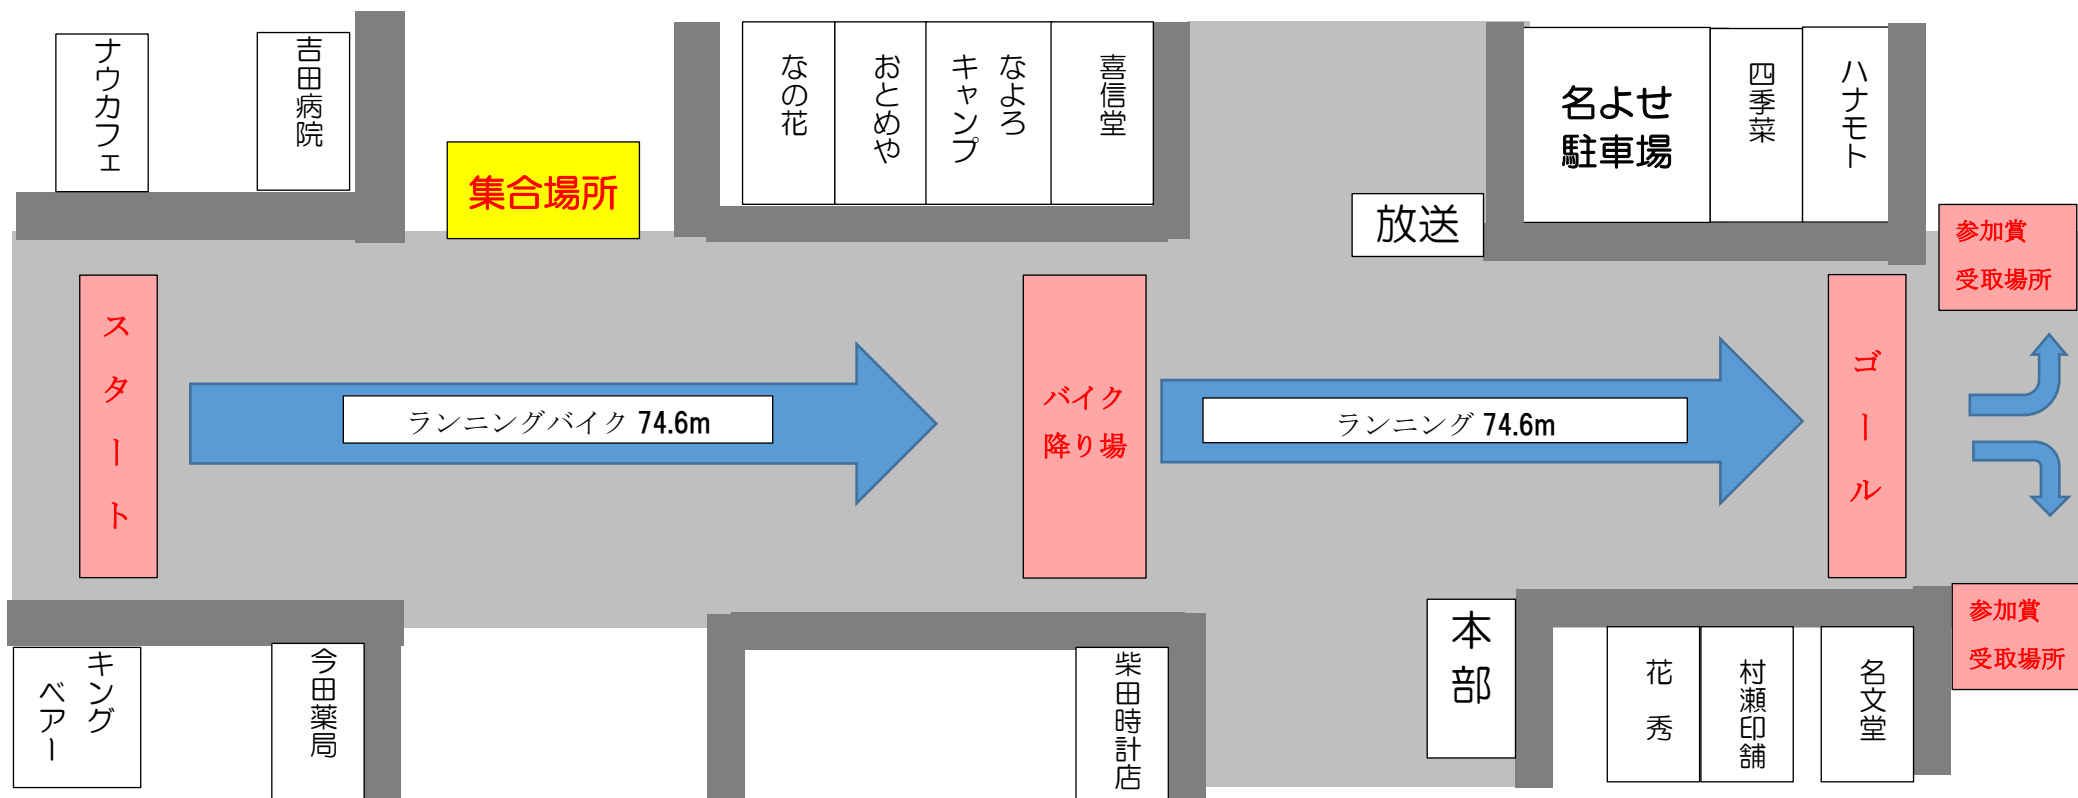 ナウカフェ
吉田病院
集合場所
なの花
おとめや
なよろ
キャンプ
喜信堂
放送
名よせ
駐車場
四季菜
ハナモト
参加賞
受取場所
スタート
ランニングバイク 74.6m
バイク
降り場
ランニング 74.6m
ゴール
キング
ベアー
今田薬局
柴田時計店
本部
花秀
村瀬印舗
名文堂
参加賞
受取場所